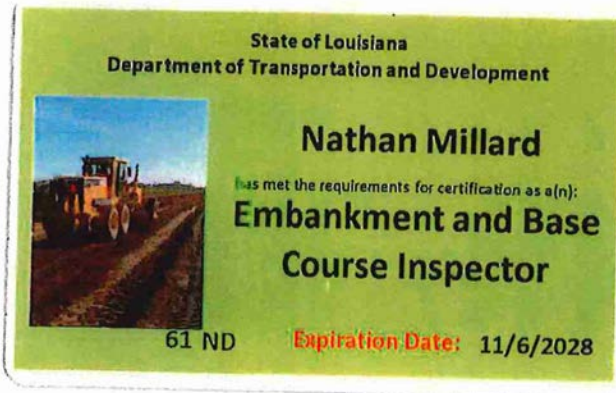 State of Louisiana
Department of Transportation and Development
Nathan Millard
has met the requirements for certification as a(n):
Embankment and Base
Course Inspector
61 ND
Expiration Date: 11/6/2028